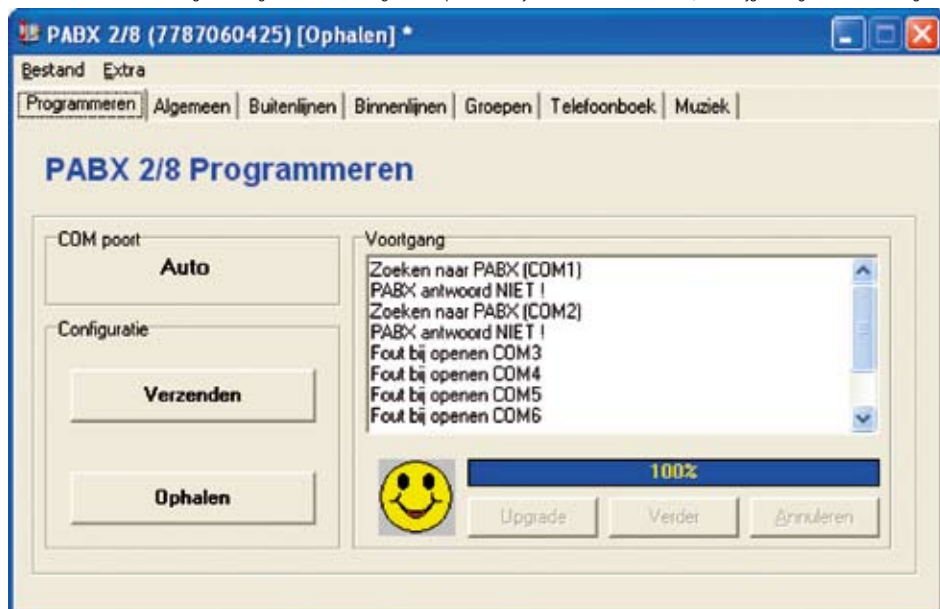 PABX 2/8 (7787060425) [Ophalen] *
Bestand Extra
Programmeren Algemeen Buitenlijnen Binnenlijnen Groepen Telefoonboek Muziek
PABX 2/8 Programmeren
COM poort
Auto
Configuratie
Verzenden
Ophalen
Voortgang
Zoeken naar PABX (COM1)
PABX antwoord NIET !
Zoeken naar PABX (COM2)
PABX antwoord NIET !
Fout bij openen COM3
Fout bij openen COM4
Fout bij openen COM5
Fout bij openen COM6
100%
Upgrade Verder Annuleren